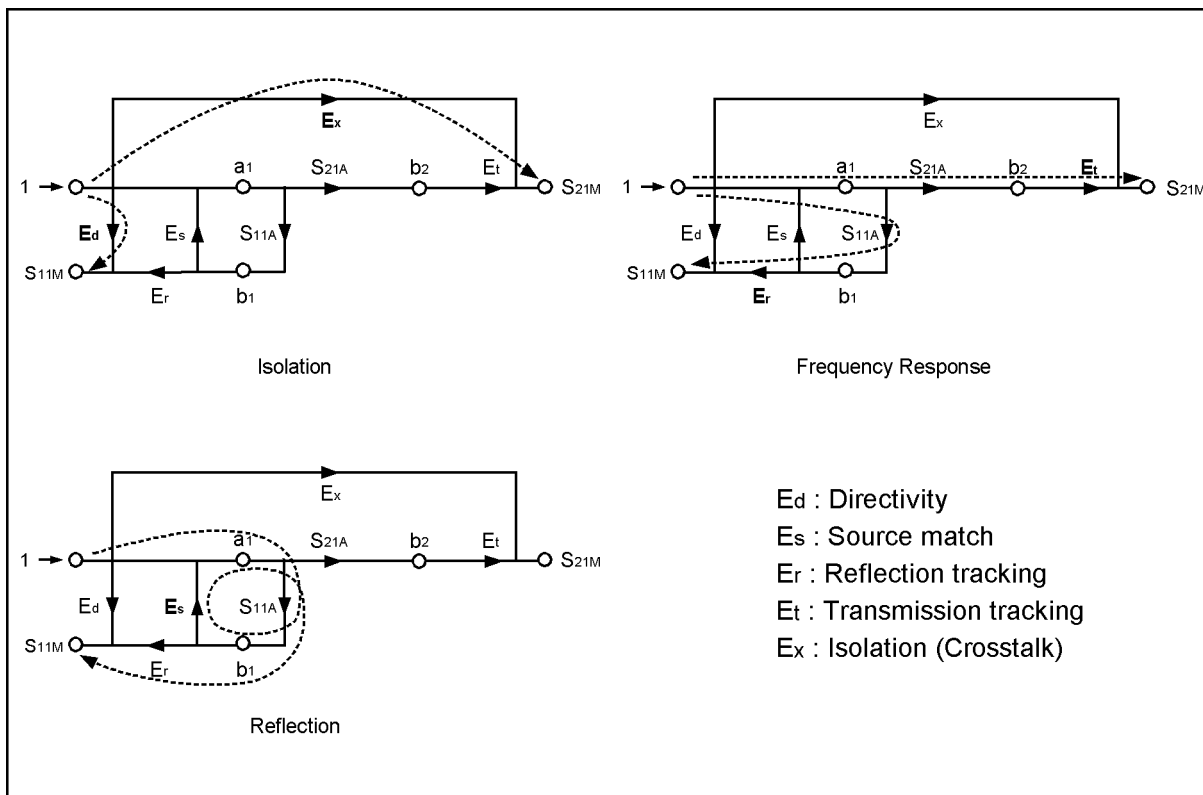 Ex
a1
S21A
b2
Et
1
S21M
Ed
Es
S11A
S11M
Er
b1
Isolation
Ex
a1
S21A
b2
Et
1
S21M
Ed
Es
S11A
S11M
Er
b1
Frequency Response
Ex
a1
S21A
b2
Et
1
S21M
Ed
Es
S11A
S11M
Er
b1
Reflection
Ed : Directivity
Es : Source match
Er : Reflection tracking
Et : Transmission tracking
Ex : Isolation (Crosstalk)